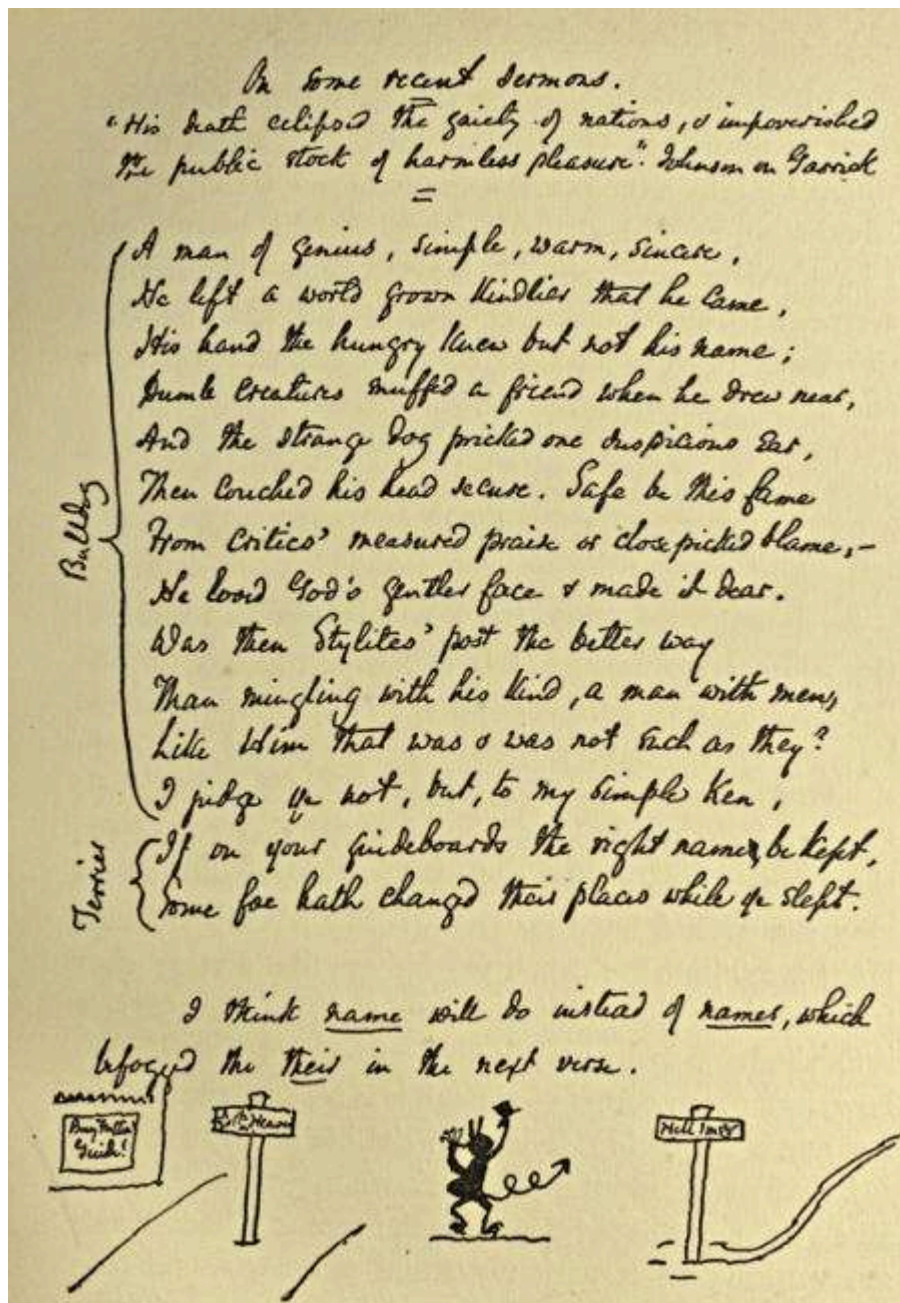 On some recent sermons.
"His death eclipsed the gaiety of nations, & impoverished
the public stock of harmless pleasure". Johnson on Garrick
A man of genius, simple, warm, sincere,
He left a world grown kindlier that he came,
His hand the hungry knew but not his name;
Dumb creatures snuffed a friend when he drew near,
And the strange dog pricked one suspicious ear,
Then couched his head secure. Safe be his fame
From critics' measured praise or close picked blame,—
He loved God's gentler face & made it dear.
Was then Stylites' post the better way
Than mingling with his kind, a man with men,
Like Him that was & was not such as they?
I judge ye not, but, to my simple ken,
Bulldog
If on your guideboards the right name be kept,
Some foe hath changed their places while ye slept.
Terrier
I think name will do instead of names, which
befogged the their in the next verse.
Buy
Guide!
Heaven
Hell